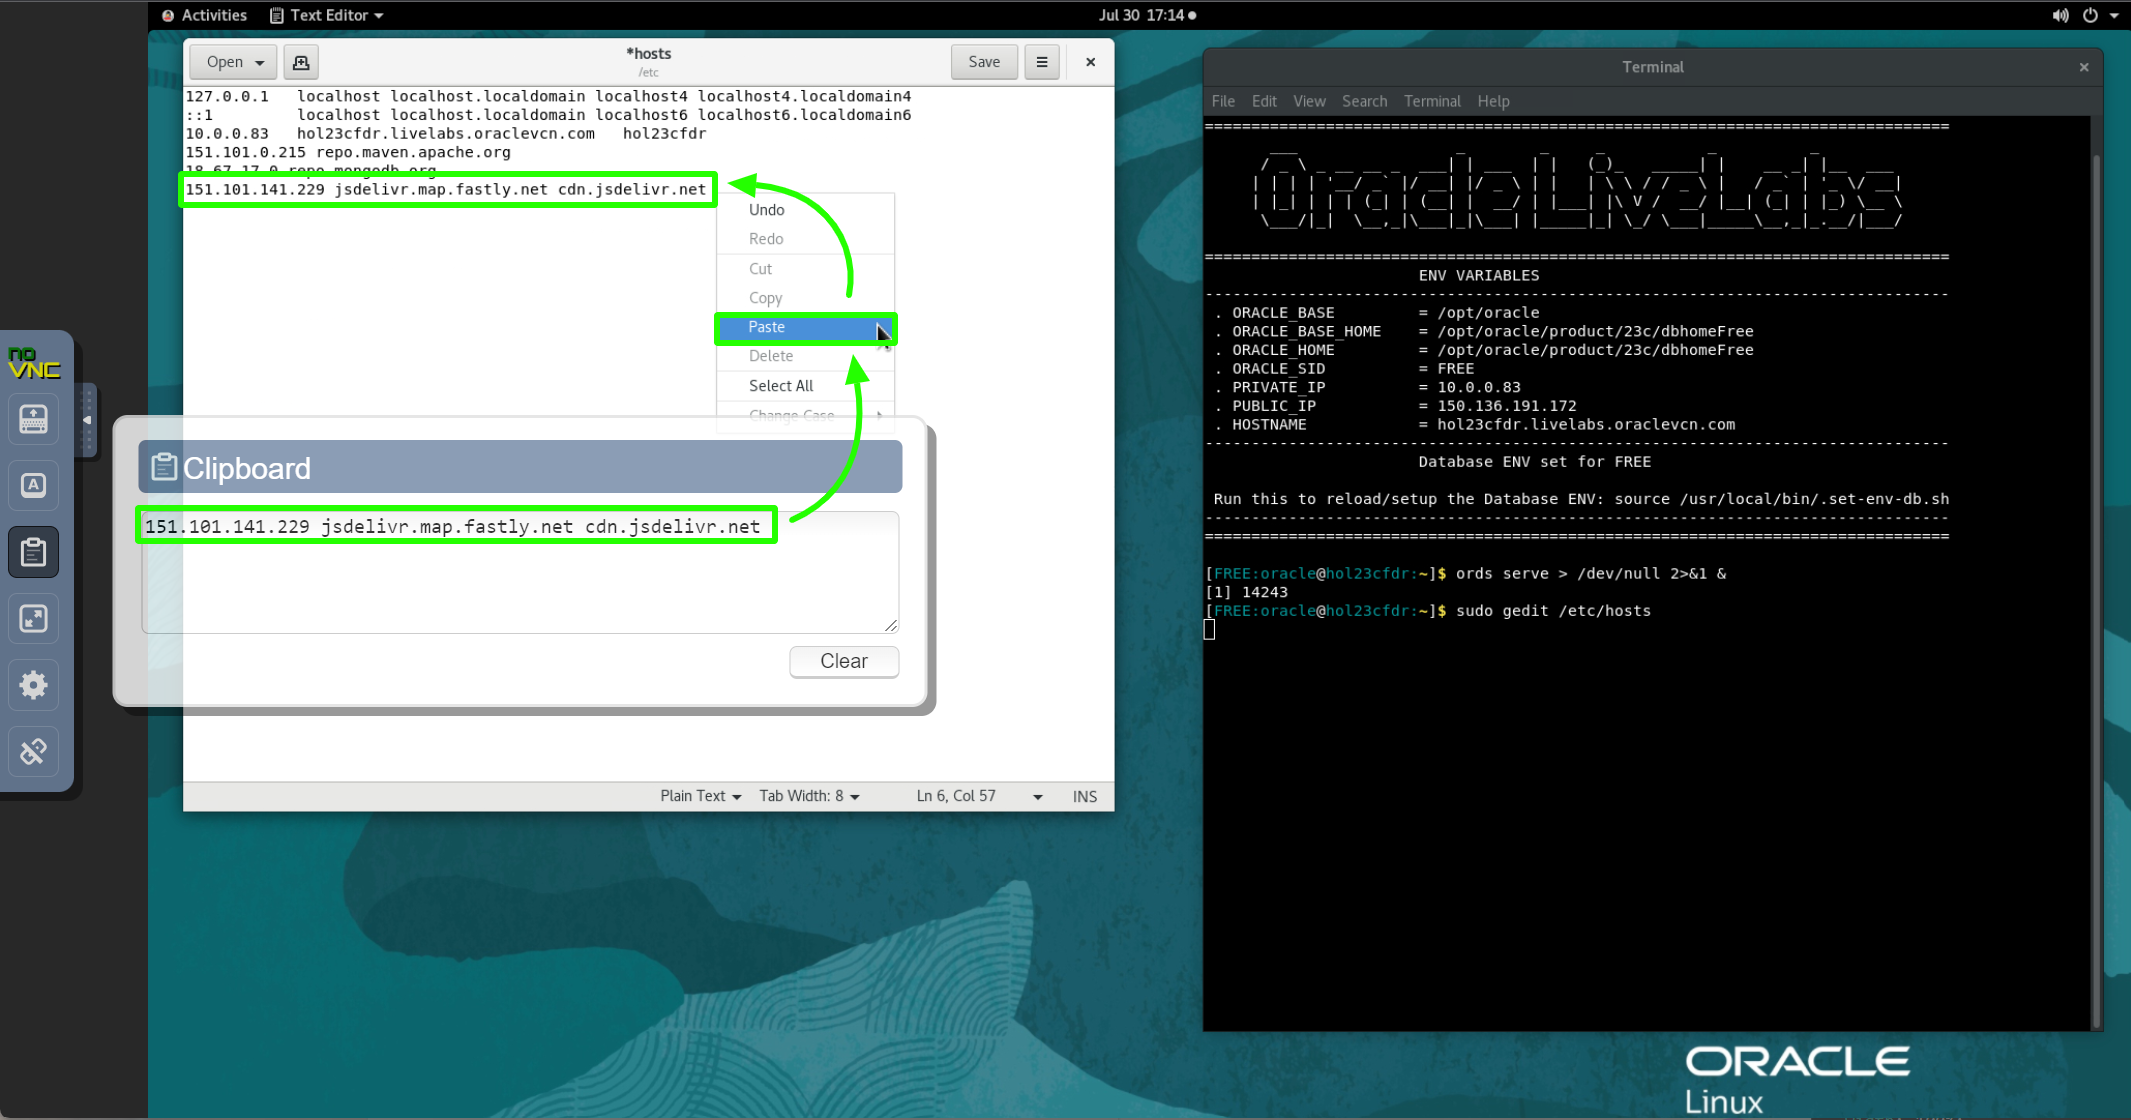 Activities Text Editor Jul 30 17:14
Open *hosts Save
/etc
127.0.0.1 localhost localhost.localdomain localhost4 localhost4.localdomain4
::1 localhost localhost.localdomain localhost6 localhost6.localdomain6
10.0.0.83 hol23cfdr.livelabs.oraclevcn.com hol23cfdr
151.101.0.215 repo.maven.apache.org
18.67.17.0 repo.mongodb.org
151.101.141.229 jsdelivr.map.fastly.net cdn.jsdelivr.net
Undo
Redo
Cut
Copy
Paste
Delete
Select All
Change Case
no
VNC
Clipboard
151.101.141.229 jsdelivr.map.fastly.net cdn.jsdelivr.net
Clear
Plain Text Tab Width: 8 Ln 6, Col 57 INS
Terminal
File Edit View Search Terminal Help
================================================================================
Oracle LiveLabs
================================================================================
ENV VARIABLES
--------------------------------------------------------------------------------
. ORACLE_BASE = /opt/oracle
. ORACLE_BASE_HOME = /opt/oracle/product/23c/dbhomeFree
. ORACLE_HOME = /opt/oracle/product/23c/dbhomeFree
. ORACLE_SID = FREE
. PRIVATE_IP = 10.0.0.83
. PUBLIC_IP = 150.136.191.172
. HOSTNAME = hol23cfdr.livelabs.oraclevcn.com
--------------------------------------------------------------------------------
Database ENV set for FREE
Run this to reload/setup the Database ENV: source /usr/local/bin/.set-env-db.sh
--------------------------------------------------------------------------------
================================================================================
[FREE:oracle@hol23cfdr:~]$ ords serve > /dev/null 2>&1 &
[1] 14243
[FREE:oracle@hol23cfdr:~]$ sudo gedit /etc/hosts
ORACLE
Linux